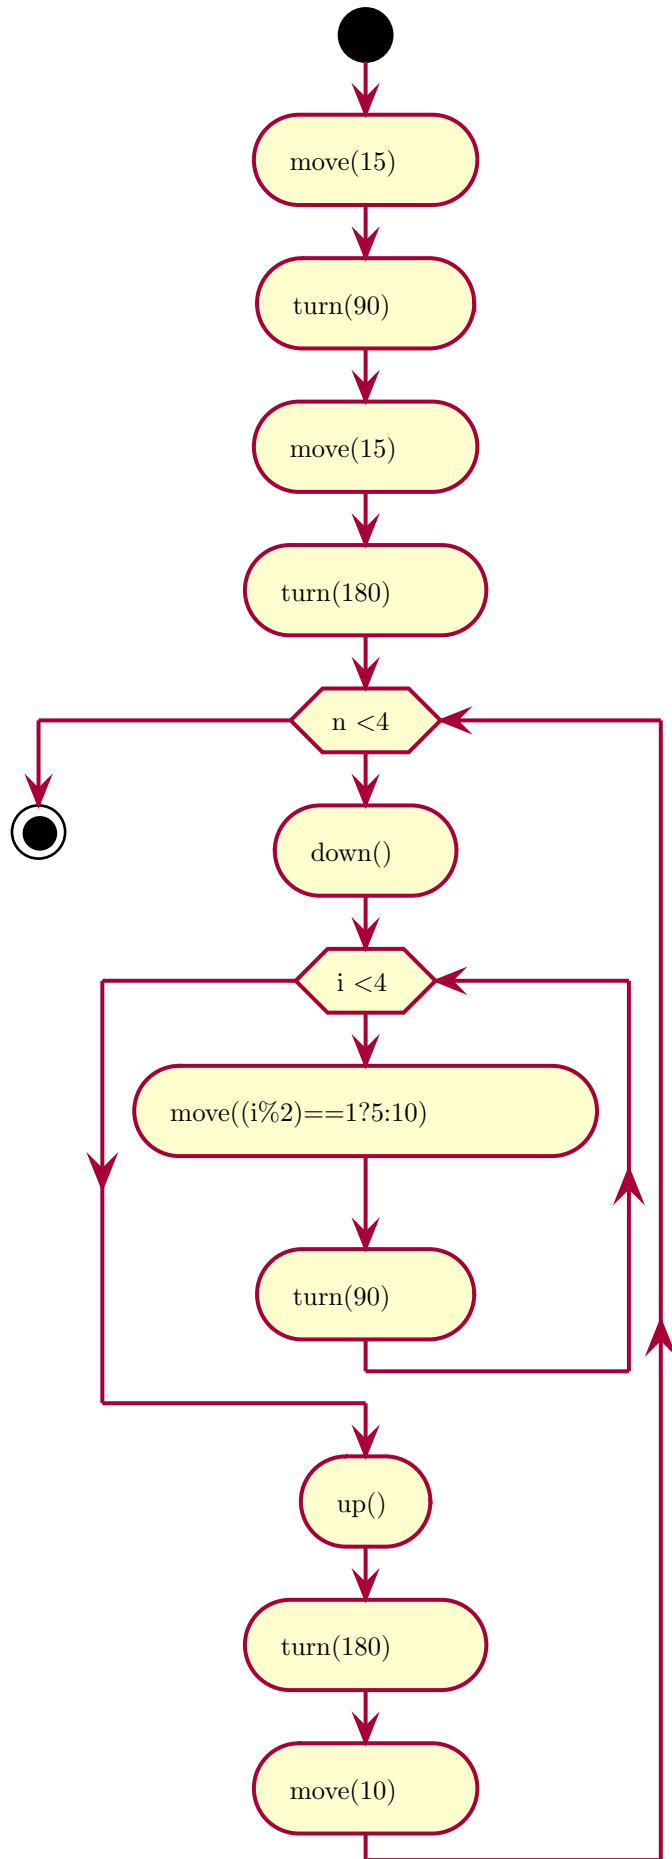 move(15)
turn(90)
move(15)
turn(180)
n <4
down()
i <4
move((i%2)==1?5:10)
turn(90)
up()
turn(180)
move(10)